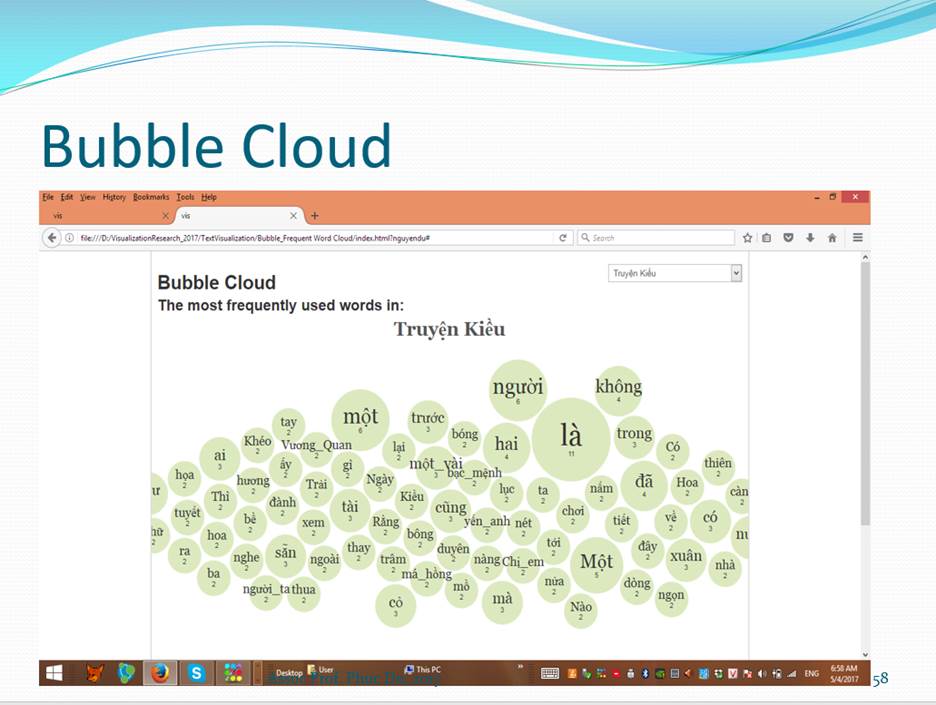 Bubble Cloud
File Edit View History Bookmarks Tools Help
vis
vis
file:///D:/VisualizationResearch_2017/TextVisualization/Bubble_Frequent Word Cloud/index.html?nguyendu#
Search
Bubble Cloud
Truyện Kiều
The most frequently used words in:
Truyện Kiều
người 6
không 4
một 6
trước 3
tay 2
là 11
bóng 2
hai 4
trong 3
Khéo 2
Vương_Quan 2
lại 2
Có 2
ai 3
ấy 2
gì 2
một_vài 3
bạc_mệnh 2
thiên 2
họa 2
hương 2
Trải 2
Ngày 2
lục 2
ta 2
nấm 2
đã 4
Hoa 2
Thì 2
đành 2
tài 3
Kiều 2
cũng 3
chơi 2
tuyết 2
bề 2
xem 2
Rằng 2
yến_anh 2
nét 2
tiết 2
về 2
có 3
hoa 2
bông 2
ra 2
nghe 2
sẵn 3
ngoài 2
thay 2
trâm 2
duyên 2
nàng 2
Chị_em 2
tới 2
Một 5
đây 2
xuân 3
nhà 2
ba 2
má_hồng 2
mồ 2
nửa 2
dòng 2
người_ta 2
thua 2
cỏ 3
mà 3
Nào 2
ngọn 2
Desktop
User
This PC
ENG
6:58 AM
5/4/2017
58